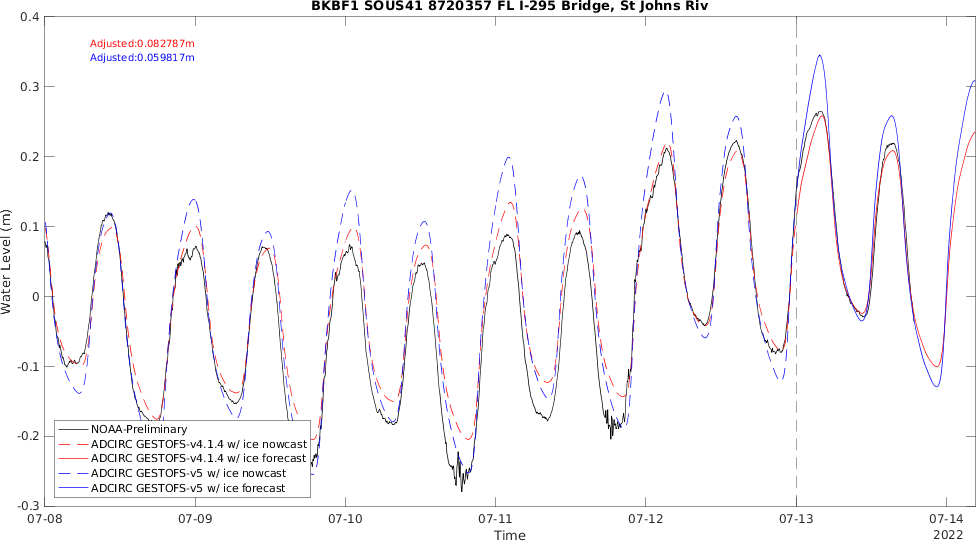 BKBF1 SOUS41 8720357 FL I-295 Bridge, St Johns Riv
Adjusted:0.082787m
Adjusted:0.059817m
Water Level (m)
0.4
0.3
0.2
0.1
0
-0.1
-0.2
-0.3
NOAA-Preliminary
ADCIRC GESTOFS-v4.1.4 w/ ice nowcast
ADCIRC GESTOFS-v4.1.4 w/ ice forecast
ADCIRC GESTOFS-v5 w/ ice nowcast
ADCIRC GESTOFS-v5 w/ ice forecast
07-08 07-09 07-10 07-11 07-12 07-13 07-14
Time
2022